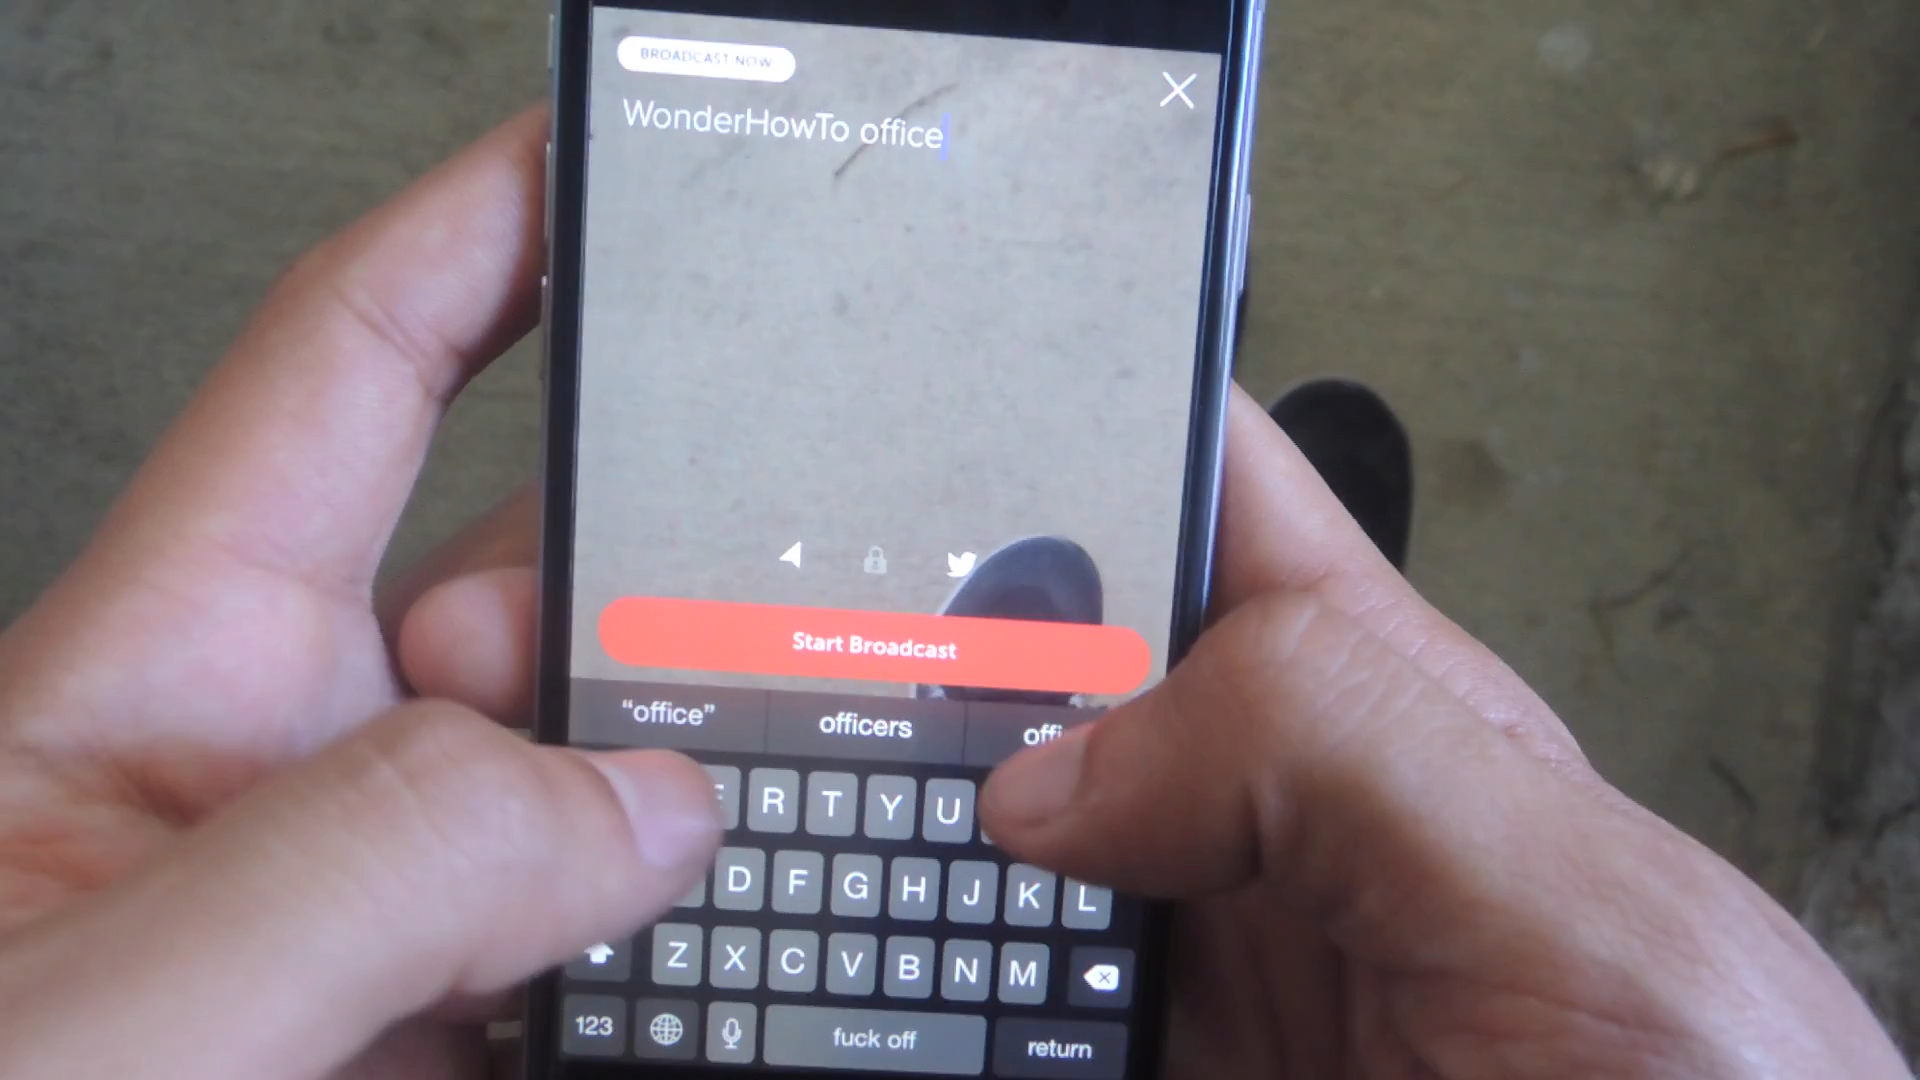 BROADCAST NOW
WonderHowTo office
Start Broadcast
“office” officers
R T Y U
D F G H J K L
Z X C V B N M
123 fuck off return